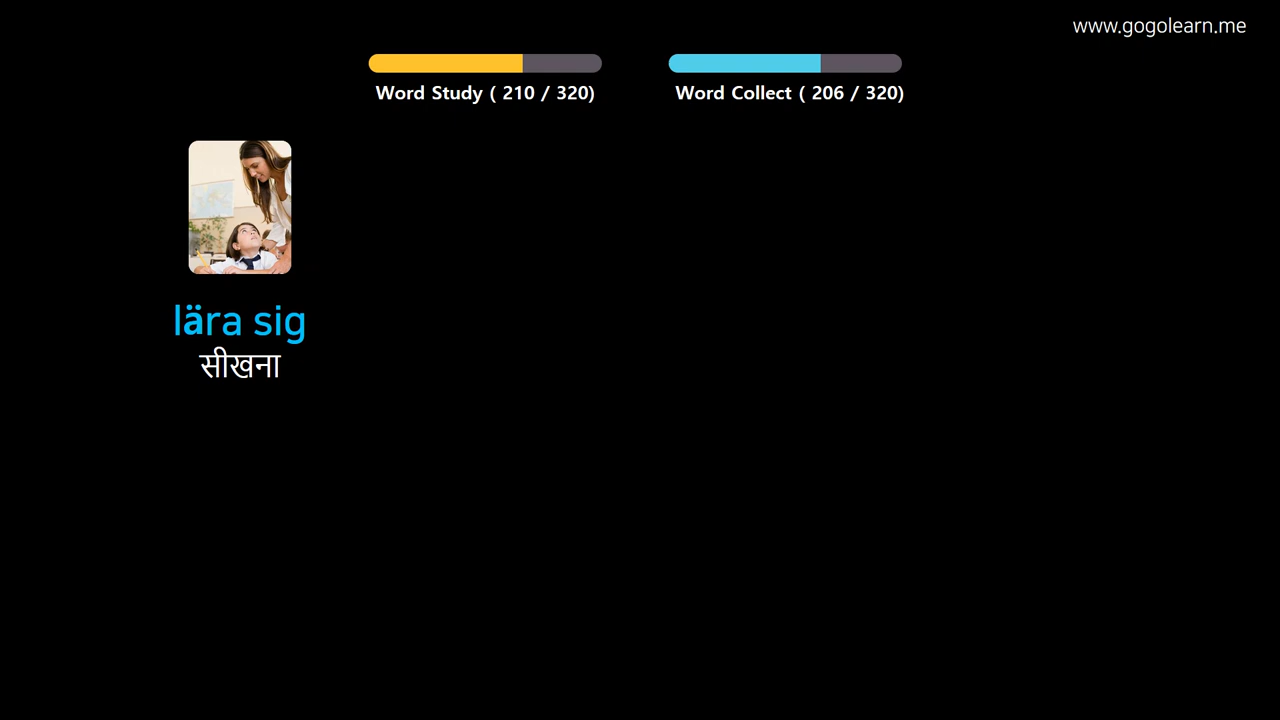 www.gogolearn.me
Word Study ( 210 / 320)
Word Collect ( 206 / 320)
lära sig
सीखना